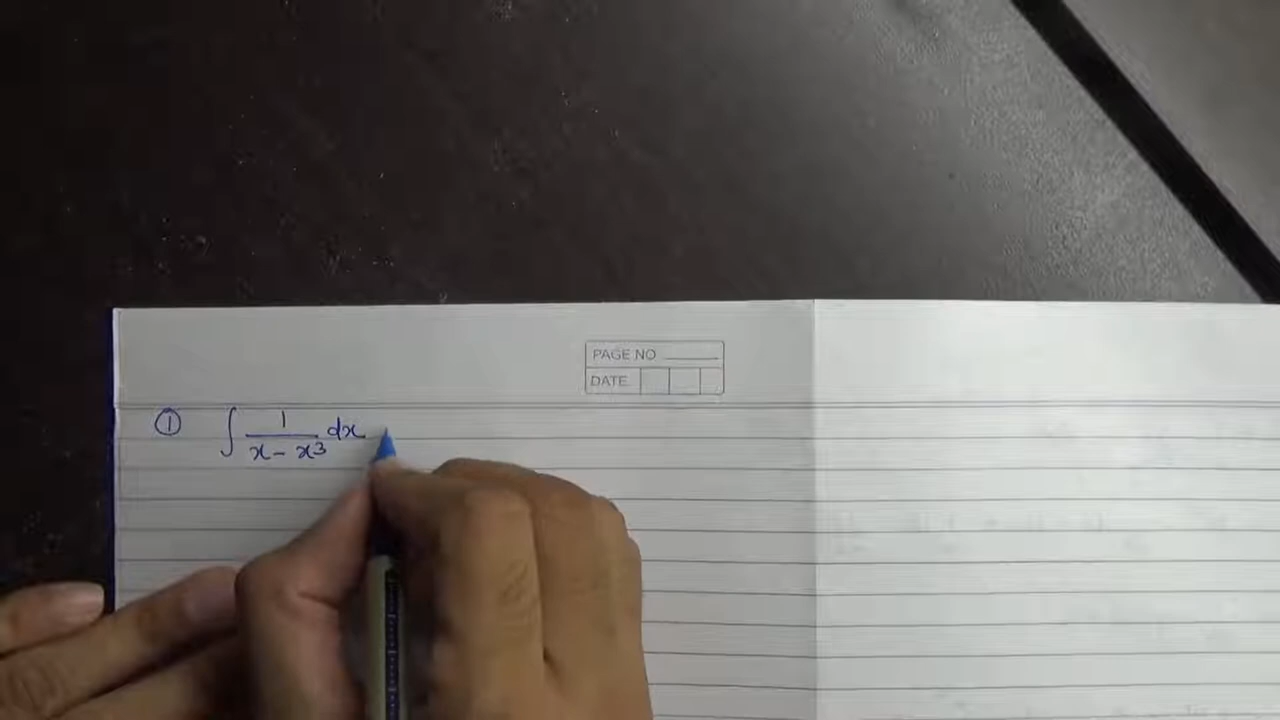 PAGE NO
DATE
① ∫ 1/(x - x³) dx